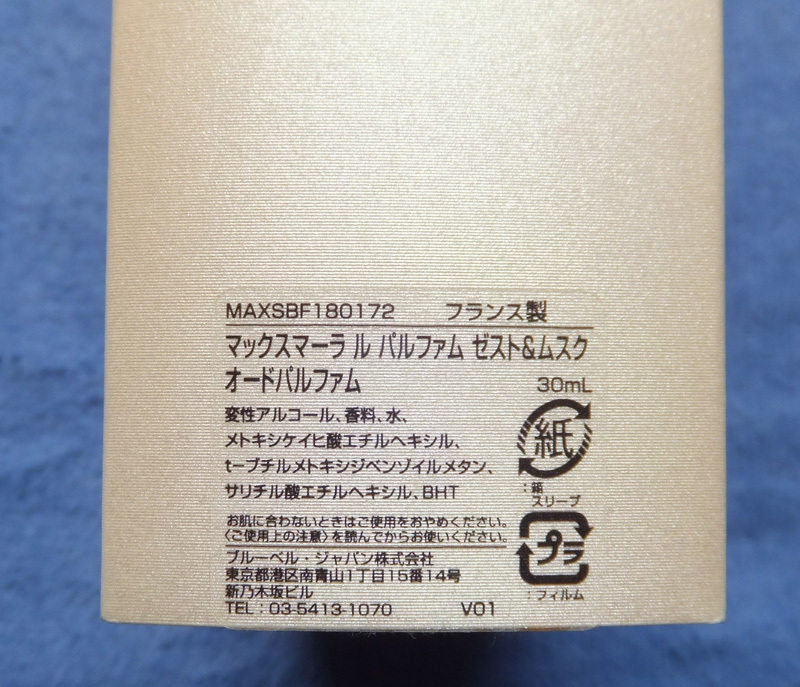 MAXSBF180172 フランス製
マックスマーラ ル パルファム ゼスト&ムスク
オードパルファム 30mL
変性アルコール、香料、水、
メトキシケイヒ酸エチルヘキシル、
t-ブチルメトキシジベンゾイルメタン、
サリチル酸エチルヘキシル、BHT
紙
:箱
スリーブ
お肌に合わないときはご使用をおやめください。
〈ご使用上の注意〉を読んでからお使いください。
プラ
:フィルム
ブルーベル・ジャパン株式会社
東京都港区南青山1丁目15番14号
新乃木坂ビル
TEL:03-5413-1070 V01